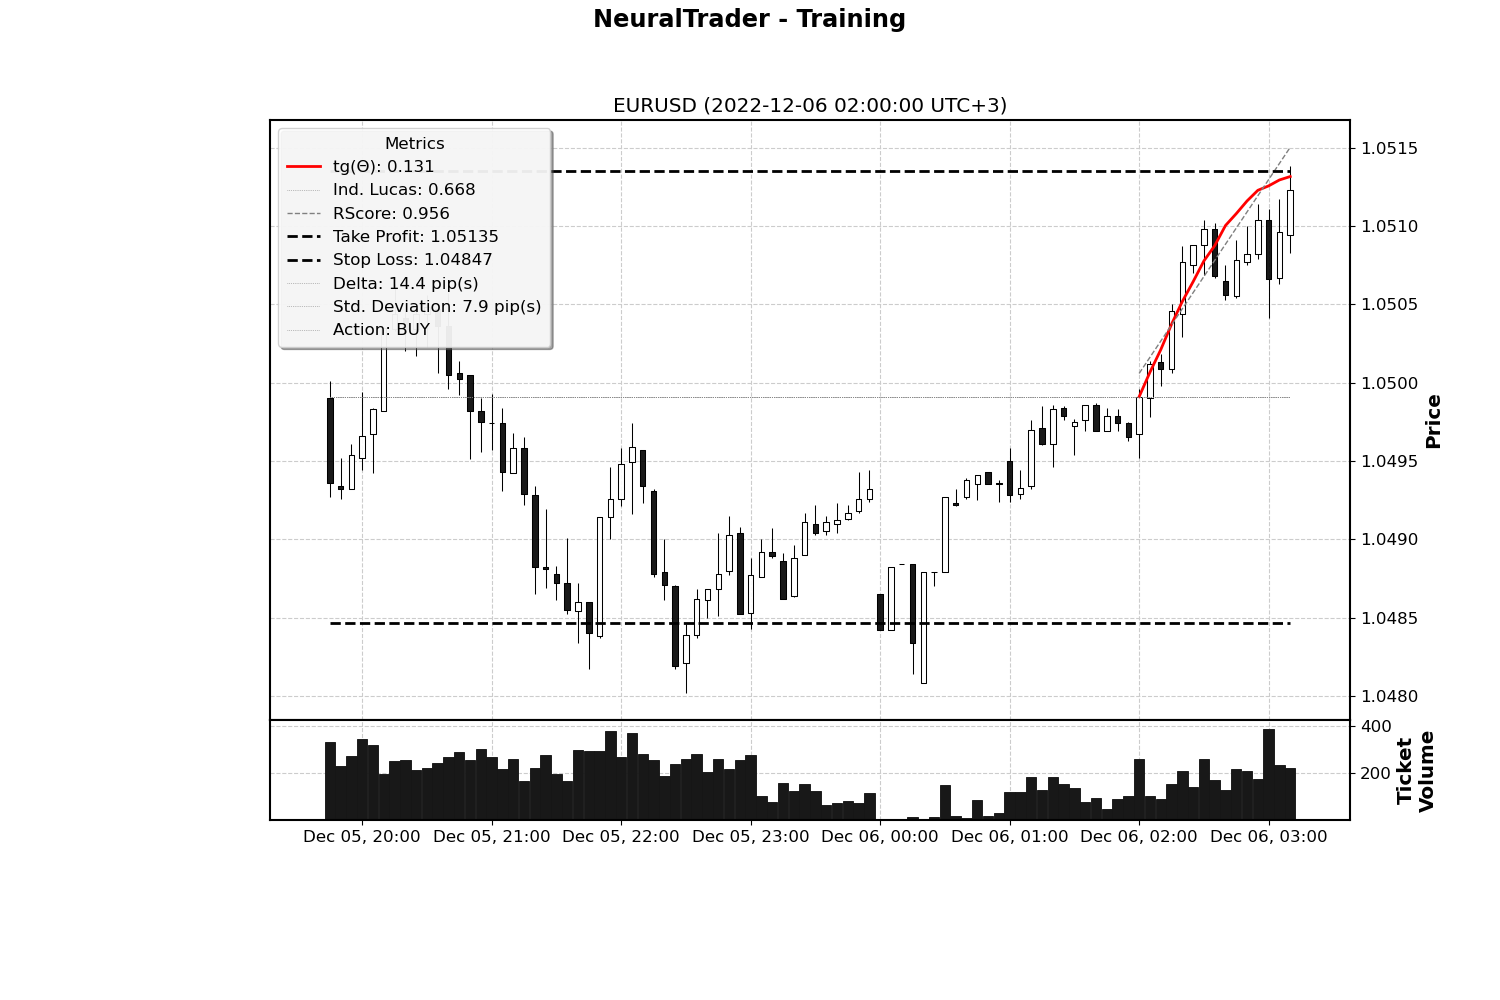 NeuralTrader - Training
EURUSD (2022-12-06 02:00:00 UTC+3)
Metrics
tg(Θ): 0.131
Ind. Lucas: 0.668
RScore: 0.956
Take Profit: 1.05135
Stop Loss: 1.04847
Delta: 14.4 pip(s)
Std. Deviation: 7.9 pip(s)
Action: BUY
1.0515
1.0510
1.0505
1.0500
1.0495
1.0490
1.0485
1.0480
Price
400
200
Ticket
Volume
Dec 05, 20:00
Dec 05, 21:00
Dec 05, 22:00
Dec 05, 23:00
Dec 06, 00:00
Dec 06, 01:00
Dec 06, 02:00
Dec 06, 03:00